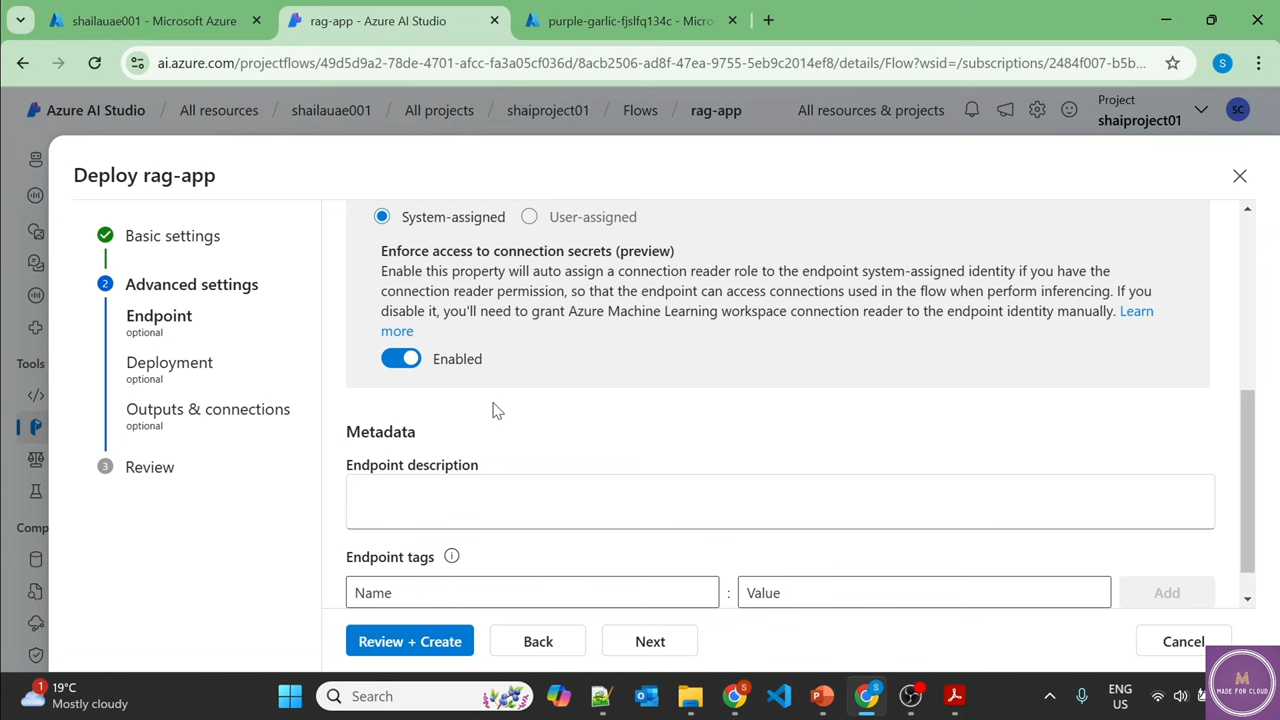 shailauae001 - Microsoft Azure
rag-app - Azure AI Studio
purple-garlic-fjslfq134c - Micro
ai.azure.com/projectflows/49d5d9a2-78de-4701-afcc-fa3a05cf036d/8acb2506-ad8f-47ea-9755-5eb9c2014ef8/details/Flow?wsid=/subscriptions/2484f007-b5b...
S
Azure AI Studio / All resources / shailauae001 / All projects / shaiproject01 / Flows / rag-app
All resources & projects
Project
shaiproject01
SC
Deploy rag-app
Basic settings
2 Advanced settings
Endpoint
optional
Deployment
optional
Outputs & connections
optional
3 Review
Tools
Comp
System-assigned
User-assigned
Enforce access to connection secrets (preview)
Enable this property will auto assign a connection reader role to the endpoint system-assigned identity if you have the
connection reader permission, so that the endpoint can access connections used in the flow when perform inferencing. If you
disable it, you'll need to grant Azure Machine Learning workspace connection reader to the endpoint identity manually. Learn
more
Enabled
Metadata
Endpoint description
Endpoint tags
Name : Value Add
Review + Create
Back
Next
Cancel
1
19°C
Mostly cloudy
Search
S
S
ENG
US
M
MADE FOR CLOUD